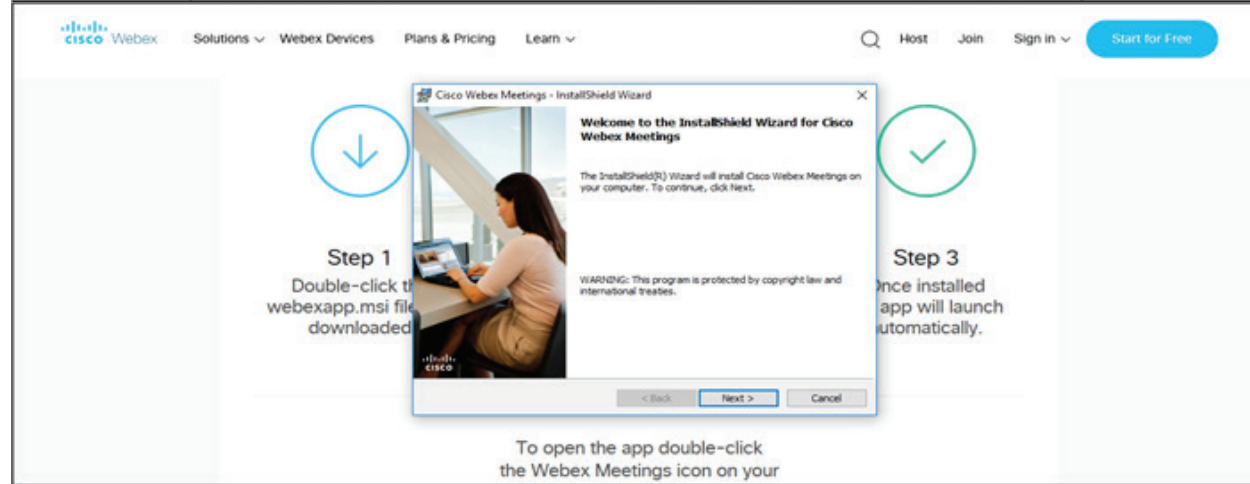 CISCO Webex Solutions Webex Devices Plans & Pricing Learn Host Join Sign in Start for Free
Cisco Webex Meetings - InstallShield Wizard
Welcome to the InstallShield Wizard for Cisco
Webex Meetings
The InstallShield(R) Wizard will install Cisco Webex Meetings on
your computer. To continue, click Next.
WARNING: This program is protected by copyright law and
international treaties.
CISCO
< Back Next > Cancel
Step 1
Double-click
webexapp.msi
downloaded
Step 3
installed
app will launch
To open the app double-click
the Webex Meetings icon on your